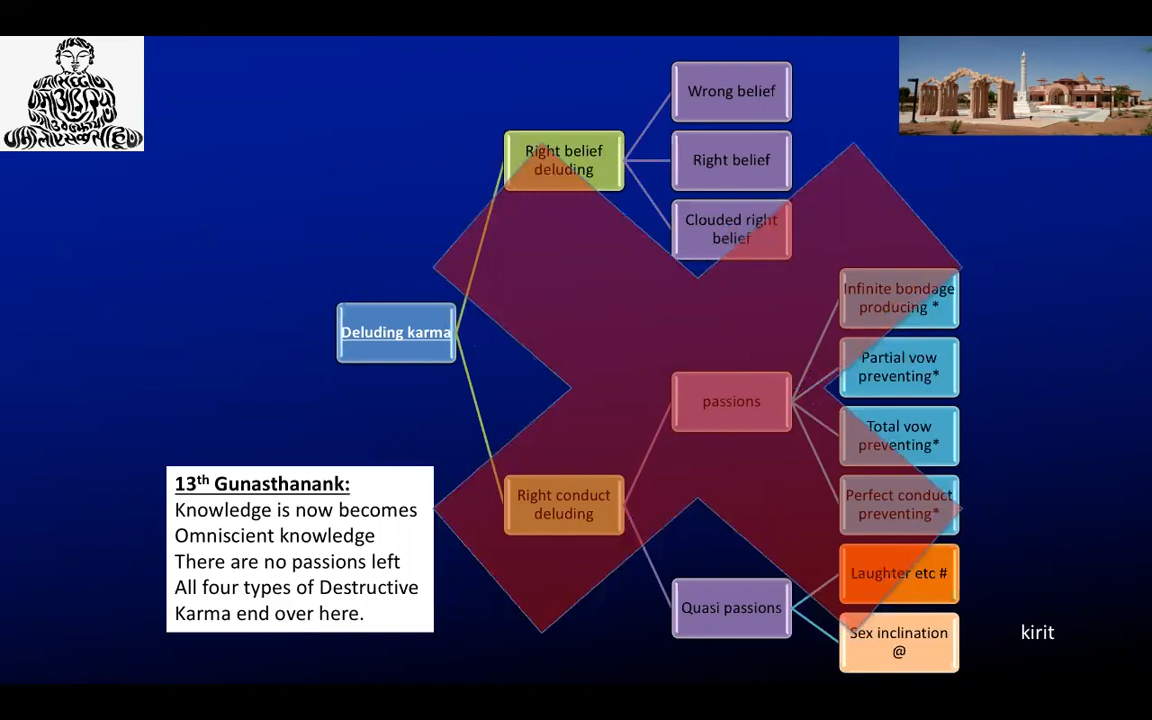 Wrong belief
Right belief
deluding
Right belief
Clouded right
belief
Infinite bondage
producing *
Deluding karma
Partial vow
preventing*
passions
Total vow
preventing*
Right conduct
deluding
Perfect conduct
preventing*
13th Gunasthanank:
Knowledge is now becomes
Omniscient knowledge
There are no passions left
All four types of Destructive
Karma end over here.
Laughter etc #
Quasi passions
Sex inclination
@
kirit